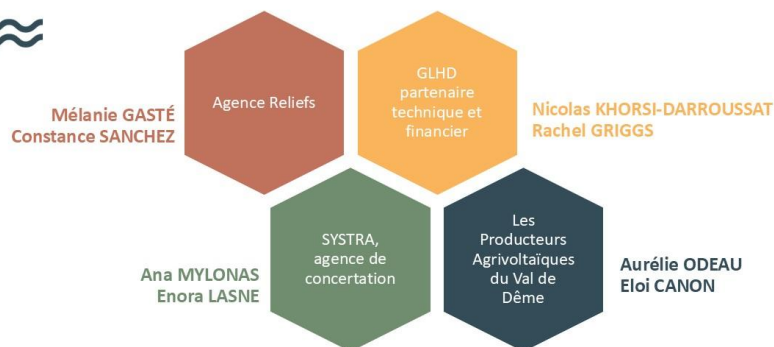 Mélanie GASTÉ
Constance SANCHEZ
Agence Reliefs
GLHD
partenaire
technique et
financier
Nicolas KHORSI-DARROUSSAT
Rachel GRIGGS
Ana MYLONAS
Enora LASNE
SYSTRA,
agence de
concertation
Les
Producteurs
Agrivoltaïques
du Val de
Dême
Aurélie ODEAU
Eloi CANON